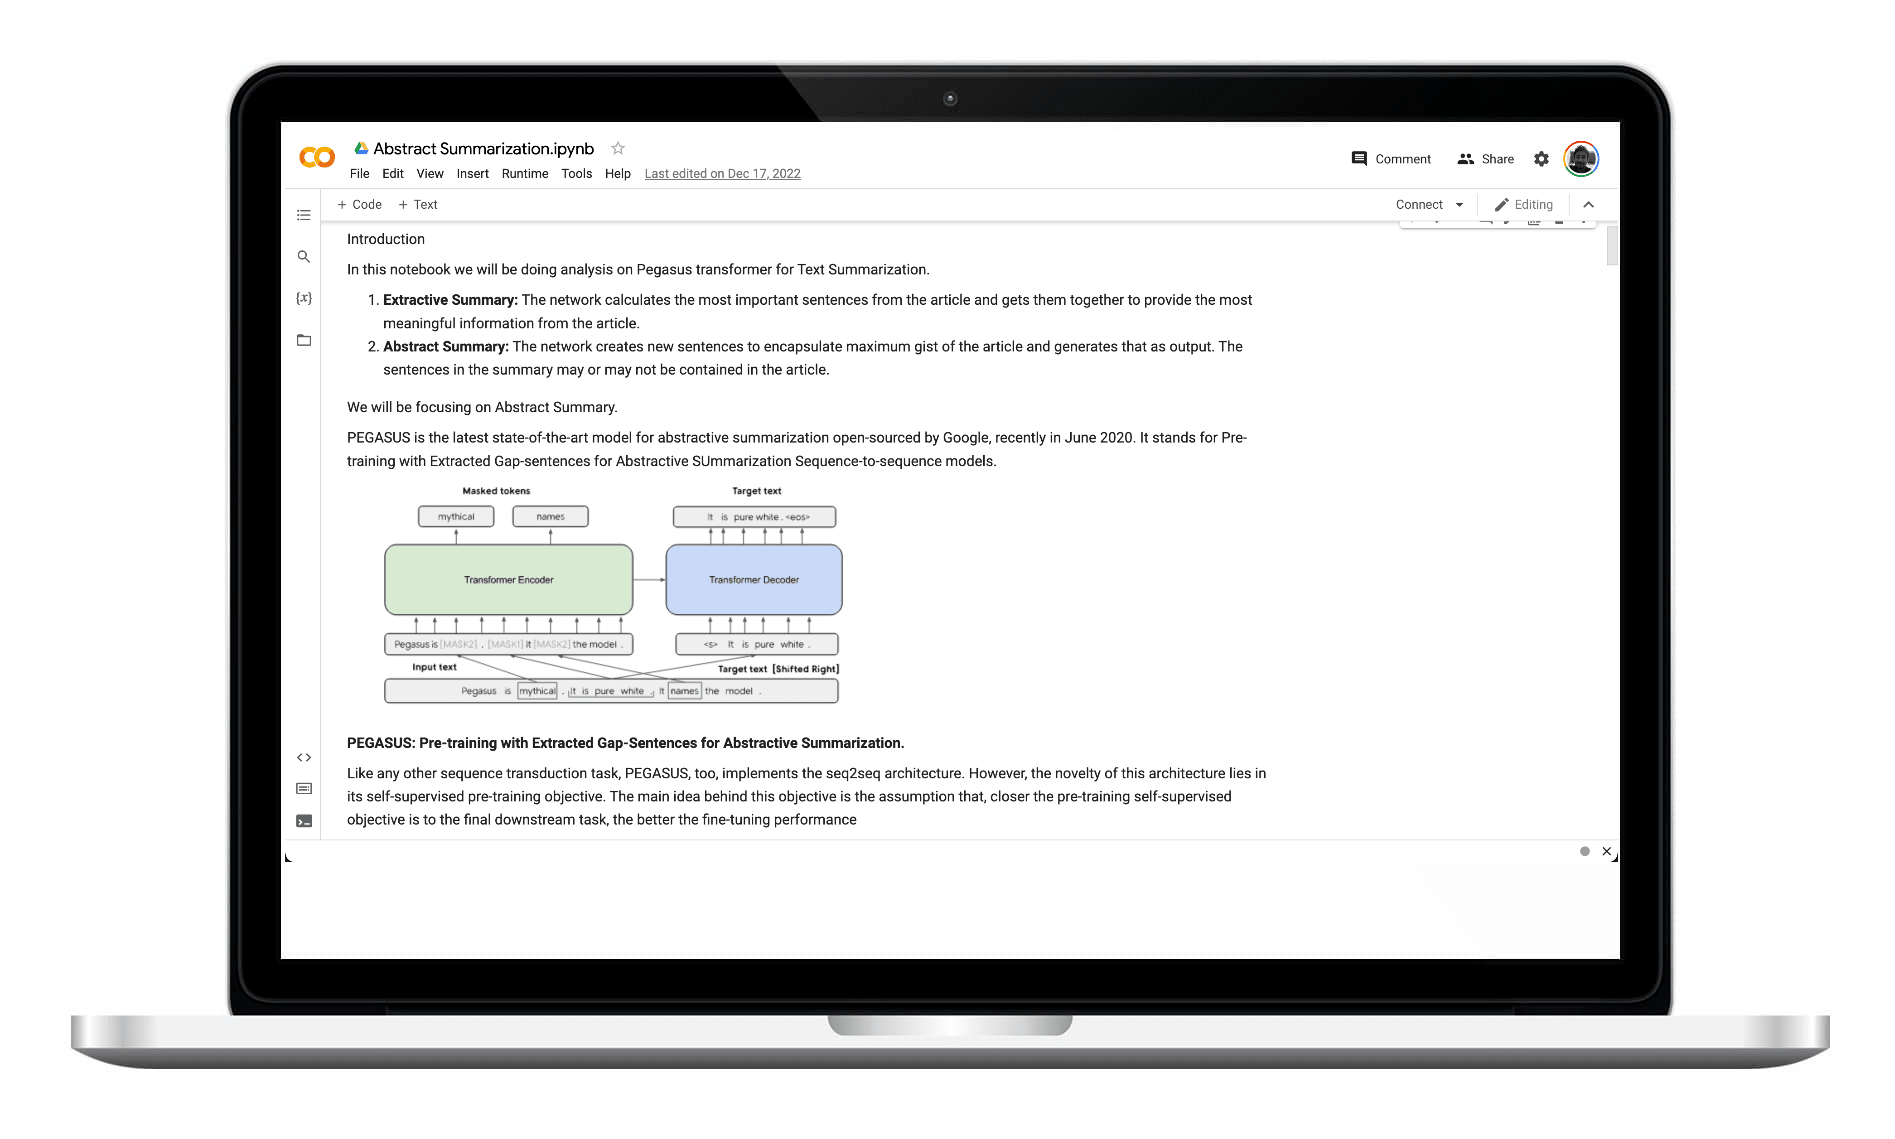 Abstract Summarization.ipynb
File Edit View Insert Runtime Tools Help Last edited on Dec 17, 2022
Comment Share
+ Code + Text
Connect Editing
{x}
Introduction
In this notebook we will be doing analysis on Pegasus transformer for Text Summarization.
1. Extractive Summary: The network calculates the most important sentences from the article and gets them together to provide the most
meaningful information from the article.
2. Abstract Summary: The network creates new sentences to encapsulate maximum gist of the article and generates that as output. The
sentences in the summary may or may not be contained in the article.
We will be focusing on Abstract Summary.
PEGASUS is the latest state-of-the-art model for abstractive summarization open-sourced by Google, recently in June 2020. It stands for Pre-
training with Extracted Gap-sentences for Abstractive SUmmarization Sequence-to-sequence models.
Masked tokens Target text
mythical names It is pure white . <eos>
Transformer Encoder Transformer Decoder
Pegasus is [MASK2] . [MASK1] It [MASK2] the model . <s> It is pure white .
Input text Target text [Shifted Right]
Pegasus is mythical . It is pure white . It names the model .
PEGASUS: Pre-training with Extracted Gap-Sentences for Abstractive Summarization.
Like any other sequence transduction task, PEGASUS, too, implements the seq2seq architecture. However, the novelty of this architecture lies in
its self-supervised pre-training objective. The main idea behind this objective is the assumption that, closer the pre-training self-supervised
objective is to the final downstream task, the better the fine-tuning performance